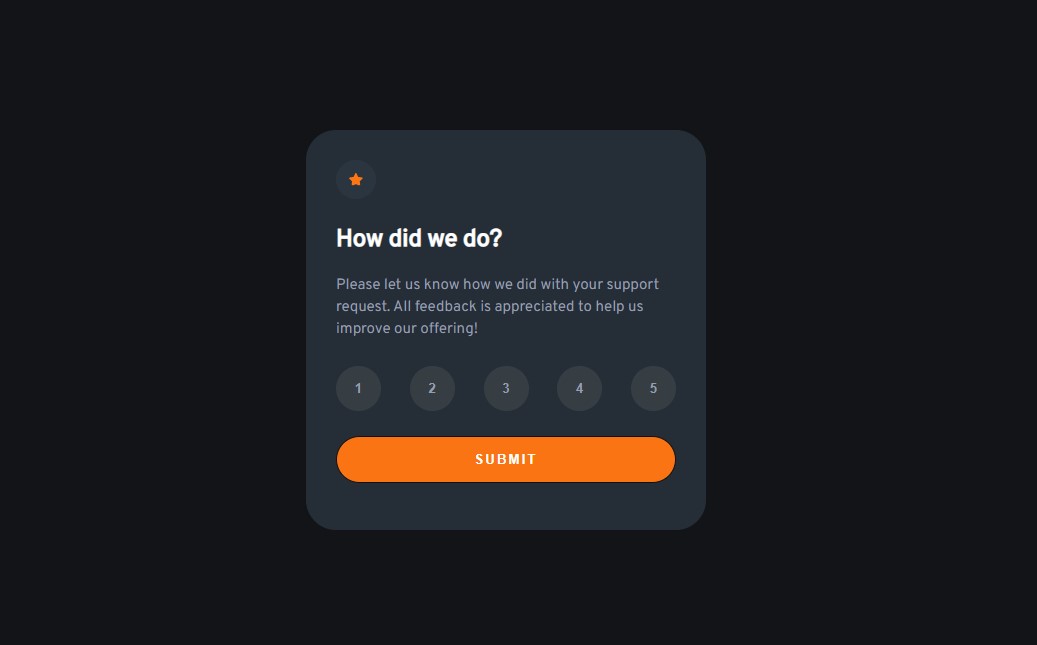 How did we do?
Please let us know how we did with your support
request. All feedback is appreciated to help us
improve our offering!
1 2 3 4 5
SUBMIT